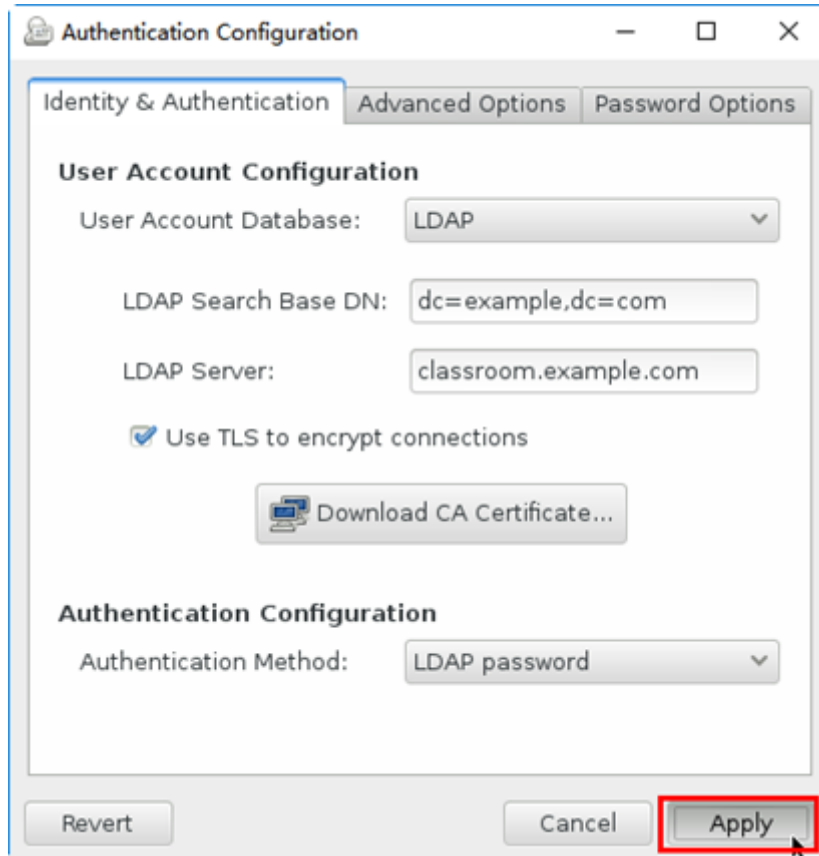 Authentication Configuration
Identity & Authentication Advanced Options Password Options
User Account Configuration
User Account Database: LDAP
LDAP Search Base DN: dc=example,dc=com
LDAP Server: classroom.example.com
Use TLS to encrypt connections
Download CA Certificate...
Authentication Configuration
Authentication Method: LDAP password
Revert Cancel Apply